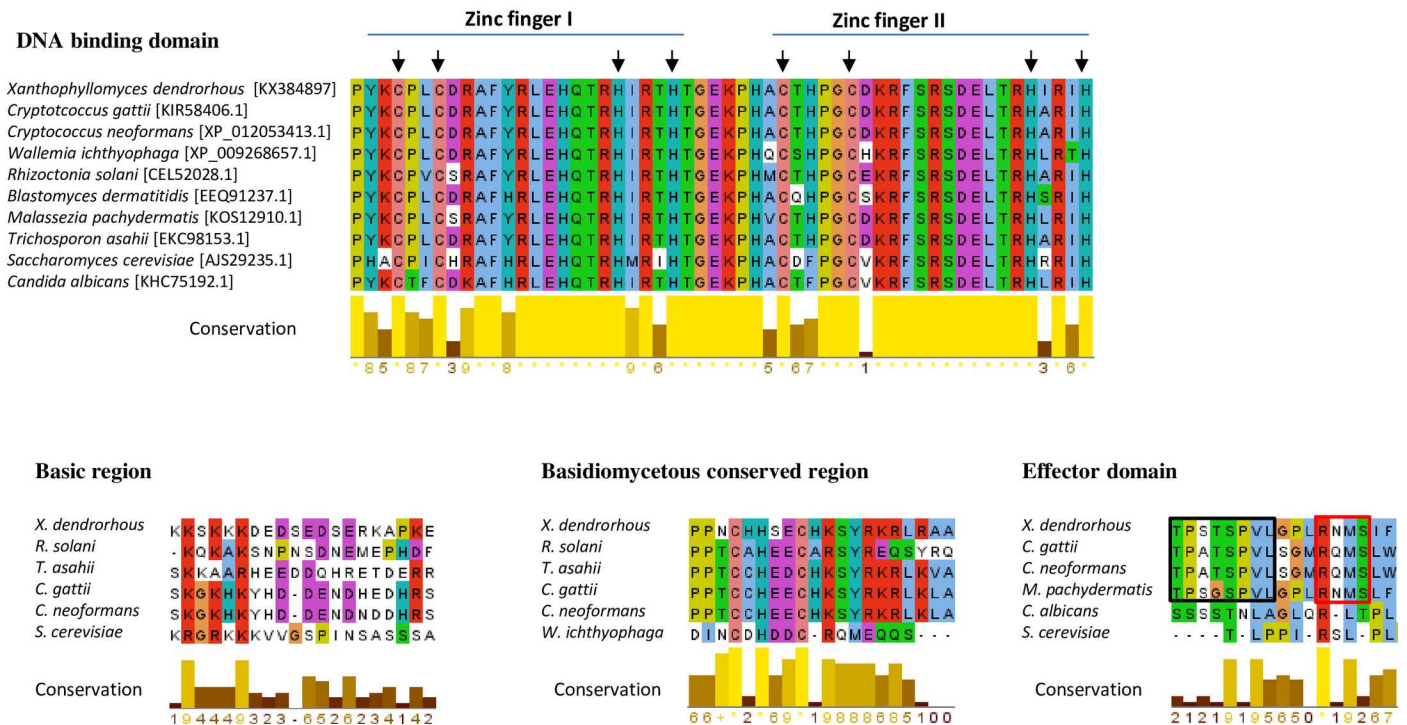 DNA binding domain
Zinc finger I
Zinc finger II
Xanthophyllomyces dendrorhous [KX384897] PYKCPLCDRAFYRLEHQTRHIRTHTGEKPHACTHPGCDKRFSRSDELTRHIRIH
Cryptotcoccus gattii [KIR58406.1] PYKCPLCDRAFYRLEHQTRHIRTHTGEKPHACTHPGCDKRFSRSDELTRHARIH
Cryptococcus neoformans [XP_012053413.1] PYKCPLCDRAFYRLEHQTRHIRTHTGEKPHACTHPGCDKRFSRSDELTRHARIH
Wallemia ichthyophaga [XP_009268657.1] PYKCPLCDRAFYRLEHQTRHIRTHTGEKPHQCSHPGCHKRFSRSDELTRHLRTH
Rhizoctonia solani [CEL52028.1] PYKCPVCSRAFYRLEHQTRHIRTHTGEKPHMCTHPGCEKRFSRSDELTRHARIH
Blastomyces dermatitidis [EEQ91237.1] PYKCPLCDRAFHRLEHQTRHIRTHTGEKPHACQHPGCSKRFSRSDELTRHSRIH
Malassezia pachydermatis [KOS12910.1] PYKCPLCSRAFYRLEHQTRHIRTHTGEKPHVCTHPGCDKRFSRSDELTRHLRIH
Trichosporon asahii [EKC98153.1] PYKCPLCDRAFYRLEHQTRHIRTHTGEKPHACTHPGCDKRFSRSDELTRHARIH
Saccharomyces cerevisiae [AJS29235.1] PHACPICHRAFHRLEHQTRHMRIHTGEKPHACDFPGCVKRFSRSDELTRHRRIH
Candida albicans [KHC75192.1] PYKCTFCDKAFHRLEHQTRHIRTHTGEKPHACTFPGCVKRFSRSDELTRHLRIH
Conservation
*85*87*39**8********9*6*******5*67***1************3*6*
Basic region
X. dendrorhous KKSKKKDEDSEDSERKAPKE
R. solani -KQKAKSNPNSDNEMEPHDF
T. asahii SKKAARHEEDDQHRETDERR
C. gattii SKGKHKYHD-DENDHEDHRS
C. neoformans SKGKHKYHD-DENDNDDHRS
S. cerevisiae KRGRKKKVVGSPINSASSSA
Conservation
194449323-6526234142
Basidiomycetous conserved region
X. dendrorhous PPNCHHSECHKSYRKRLRAA
R. solani PPTCAHEECARSYREQSYRQ
T. asahii PPTCCHEDCHKSYRKRLKVA
C. gattii PPTCCHEECHKSYRKRLKLA
C. neoformans PPTCCHEECHKSYRKRLKLA
W. ichthyophaga DINCDHDDC-RQMEQQS---
Conservation
66+*2*69*19888685100
Effector domain
X. dendrorhous TPSTSPVLGPLRNMSIF
C. gattii TPATSPVLSGMRQMSLW
C. neoformans TPATSPVLSGMRQMSLW
M. pachydermatis TPSGSPVLGPLRNMSLF
C. albicans SSSSTNLAGLQR-LTPL
S. cerevisiae ----T-LPPI-RSL-PL
Conservation
21219195650*19267